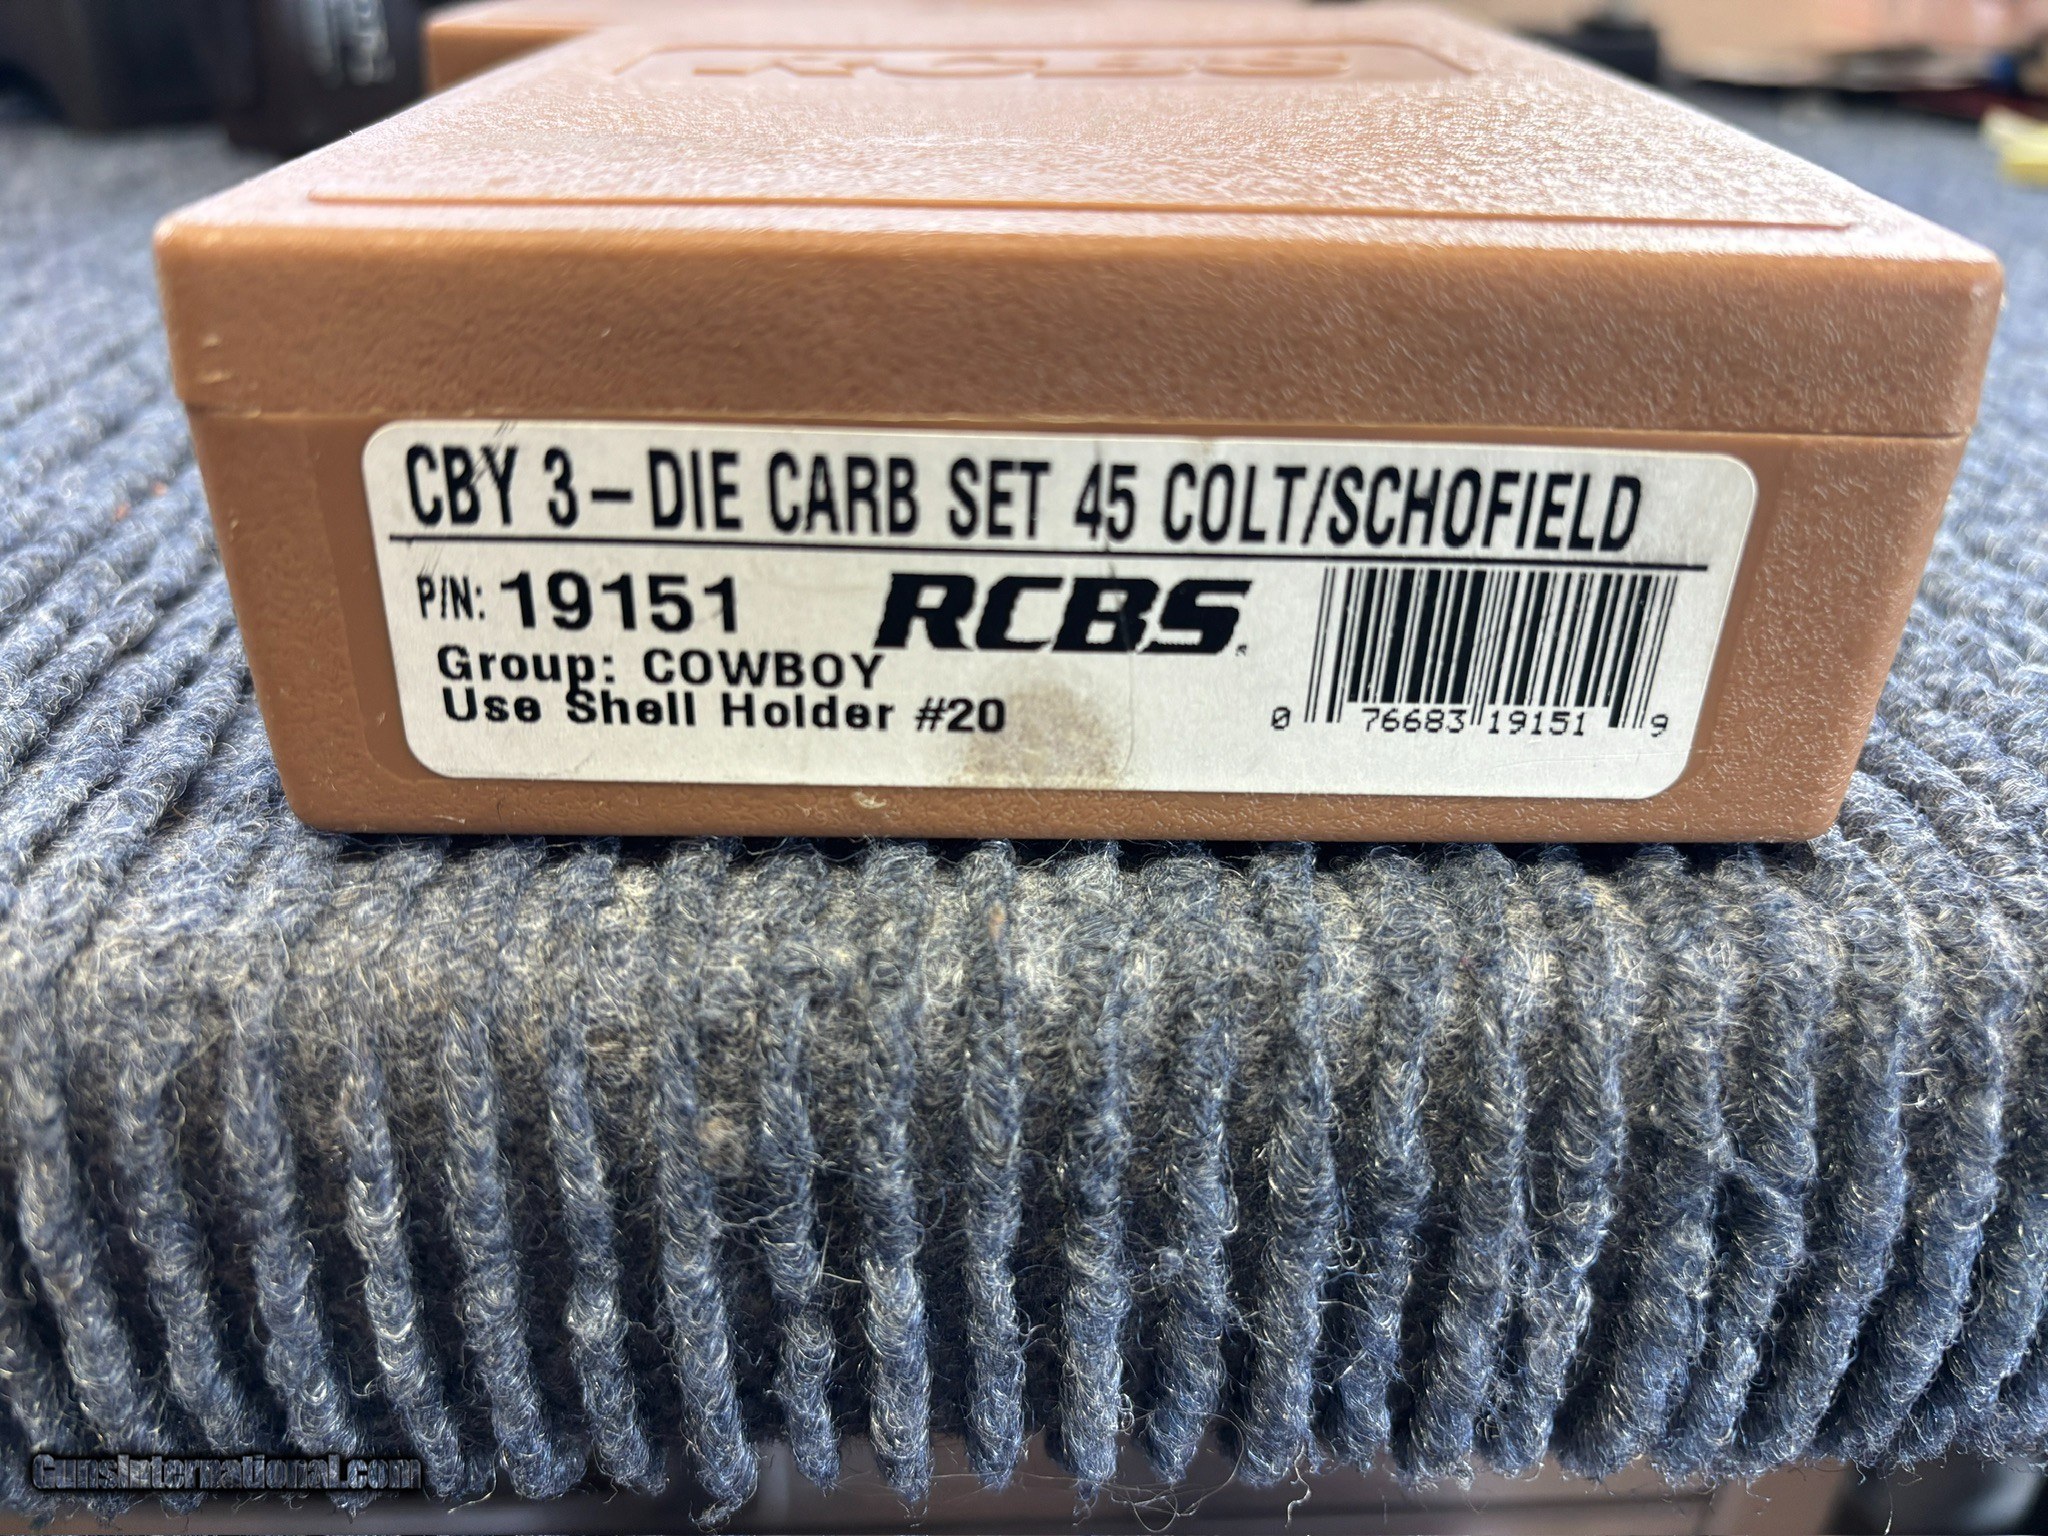 RCBS
CBY 3-DIE CARB SET 45 COLT/SCHOFIELD
P/N: 19151 RCBS
Group: COWBOY
Use Shell Holder #20
0 76683 19151 9
GunsInternational.com